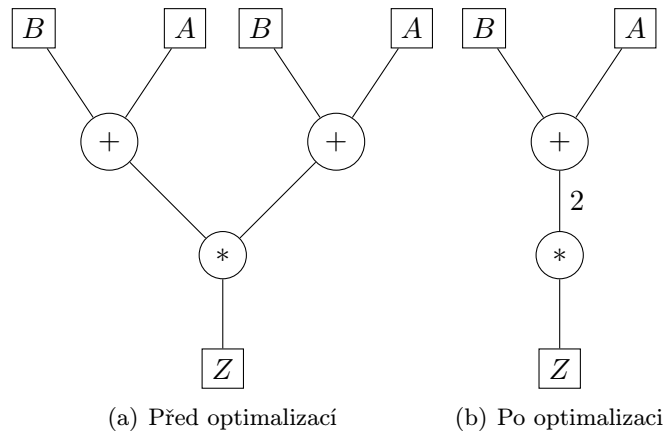 B A B A B A
+ + +
2
* *
Z Z
(a) Před optimalizací (b) Po optimalizaci